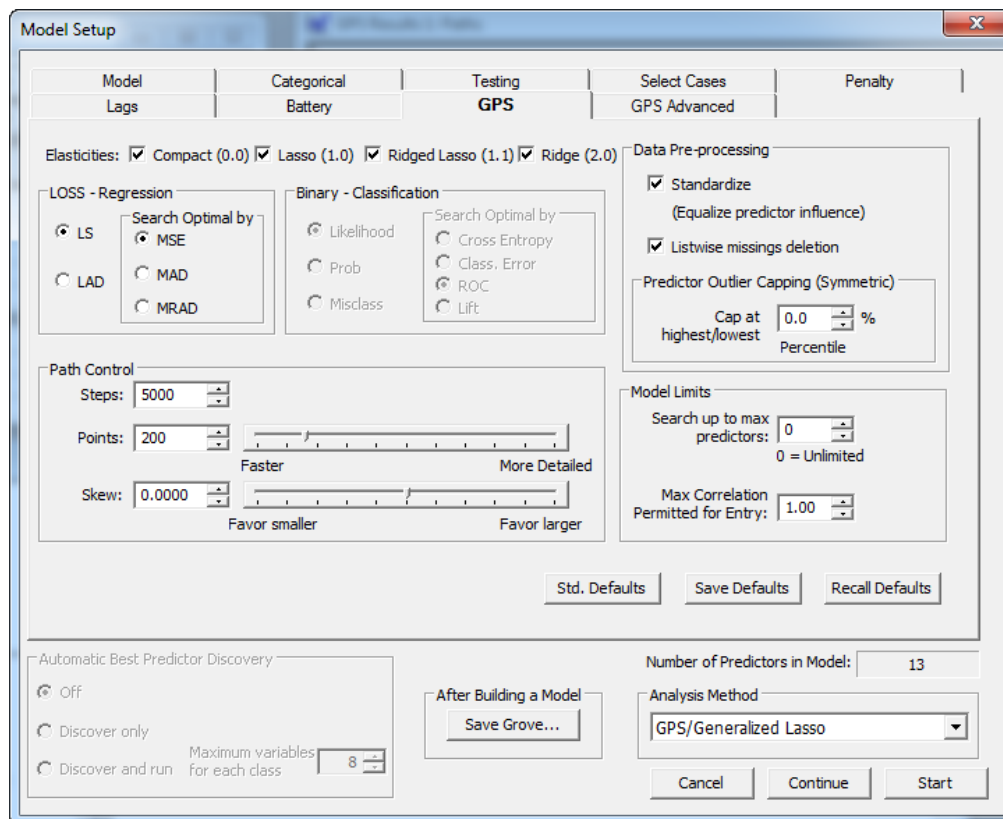 Model Setup
Model Categorical Testing Select Cases Penalty
Lags Battery GPS GPS Advanced
Elasticities: Compact (0.0) Lasso (1.0) Ridged Lasso (1.1) Ridge (2.0)
Data Pre-processing
Standardize
(Equalize predictor influence)
Listwise missings deletion
Predictor Outlier Capping (Symmetric)
Cap at
highest/lowest
0.0 %
Percentile
LOSS - Regression
LS
LAD
Search Optimal by
MSE
MAD
MRAD
Binary - Classification
Likelihood
Prob
Misclass
Search Optimal by
Cross Entropy
Class. Error
ROC
Lift
Path Control
Steps: 5000
Points: 200
Faster More Detailed
Skew: 0.0000
Favor smaller Favor larger
Model Limits
Search up to max
predictors:
0
0 = Unlimited
Max Correlation
Permitted for Entry:
1.00
Std. Defaults Save Defaults Recall Defaults
Automatic Best Predictor Discovery
Off
Discover only
Discover and run
Maximum variables
for each class
8
After Building a Model
Save Grove...
Number of Predictors in Model: 13
Analysis Method
GPS/Generalized Lasso
Cancel Continue Start